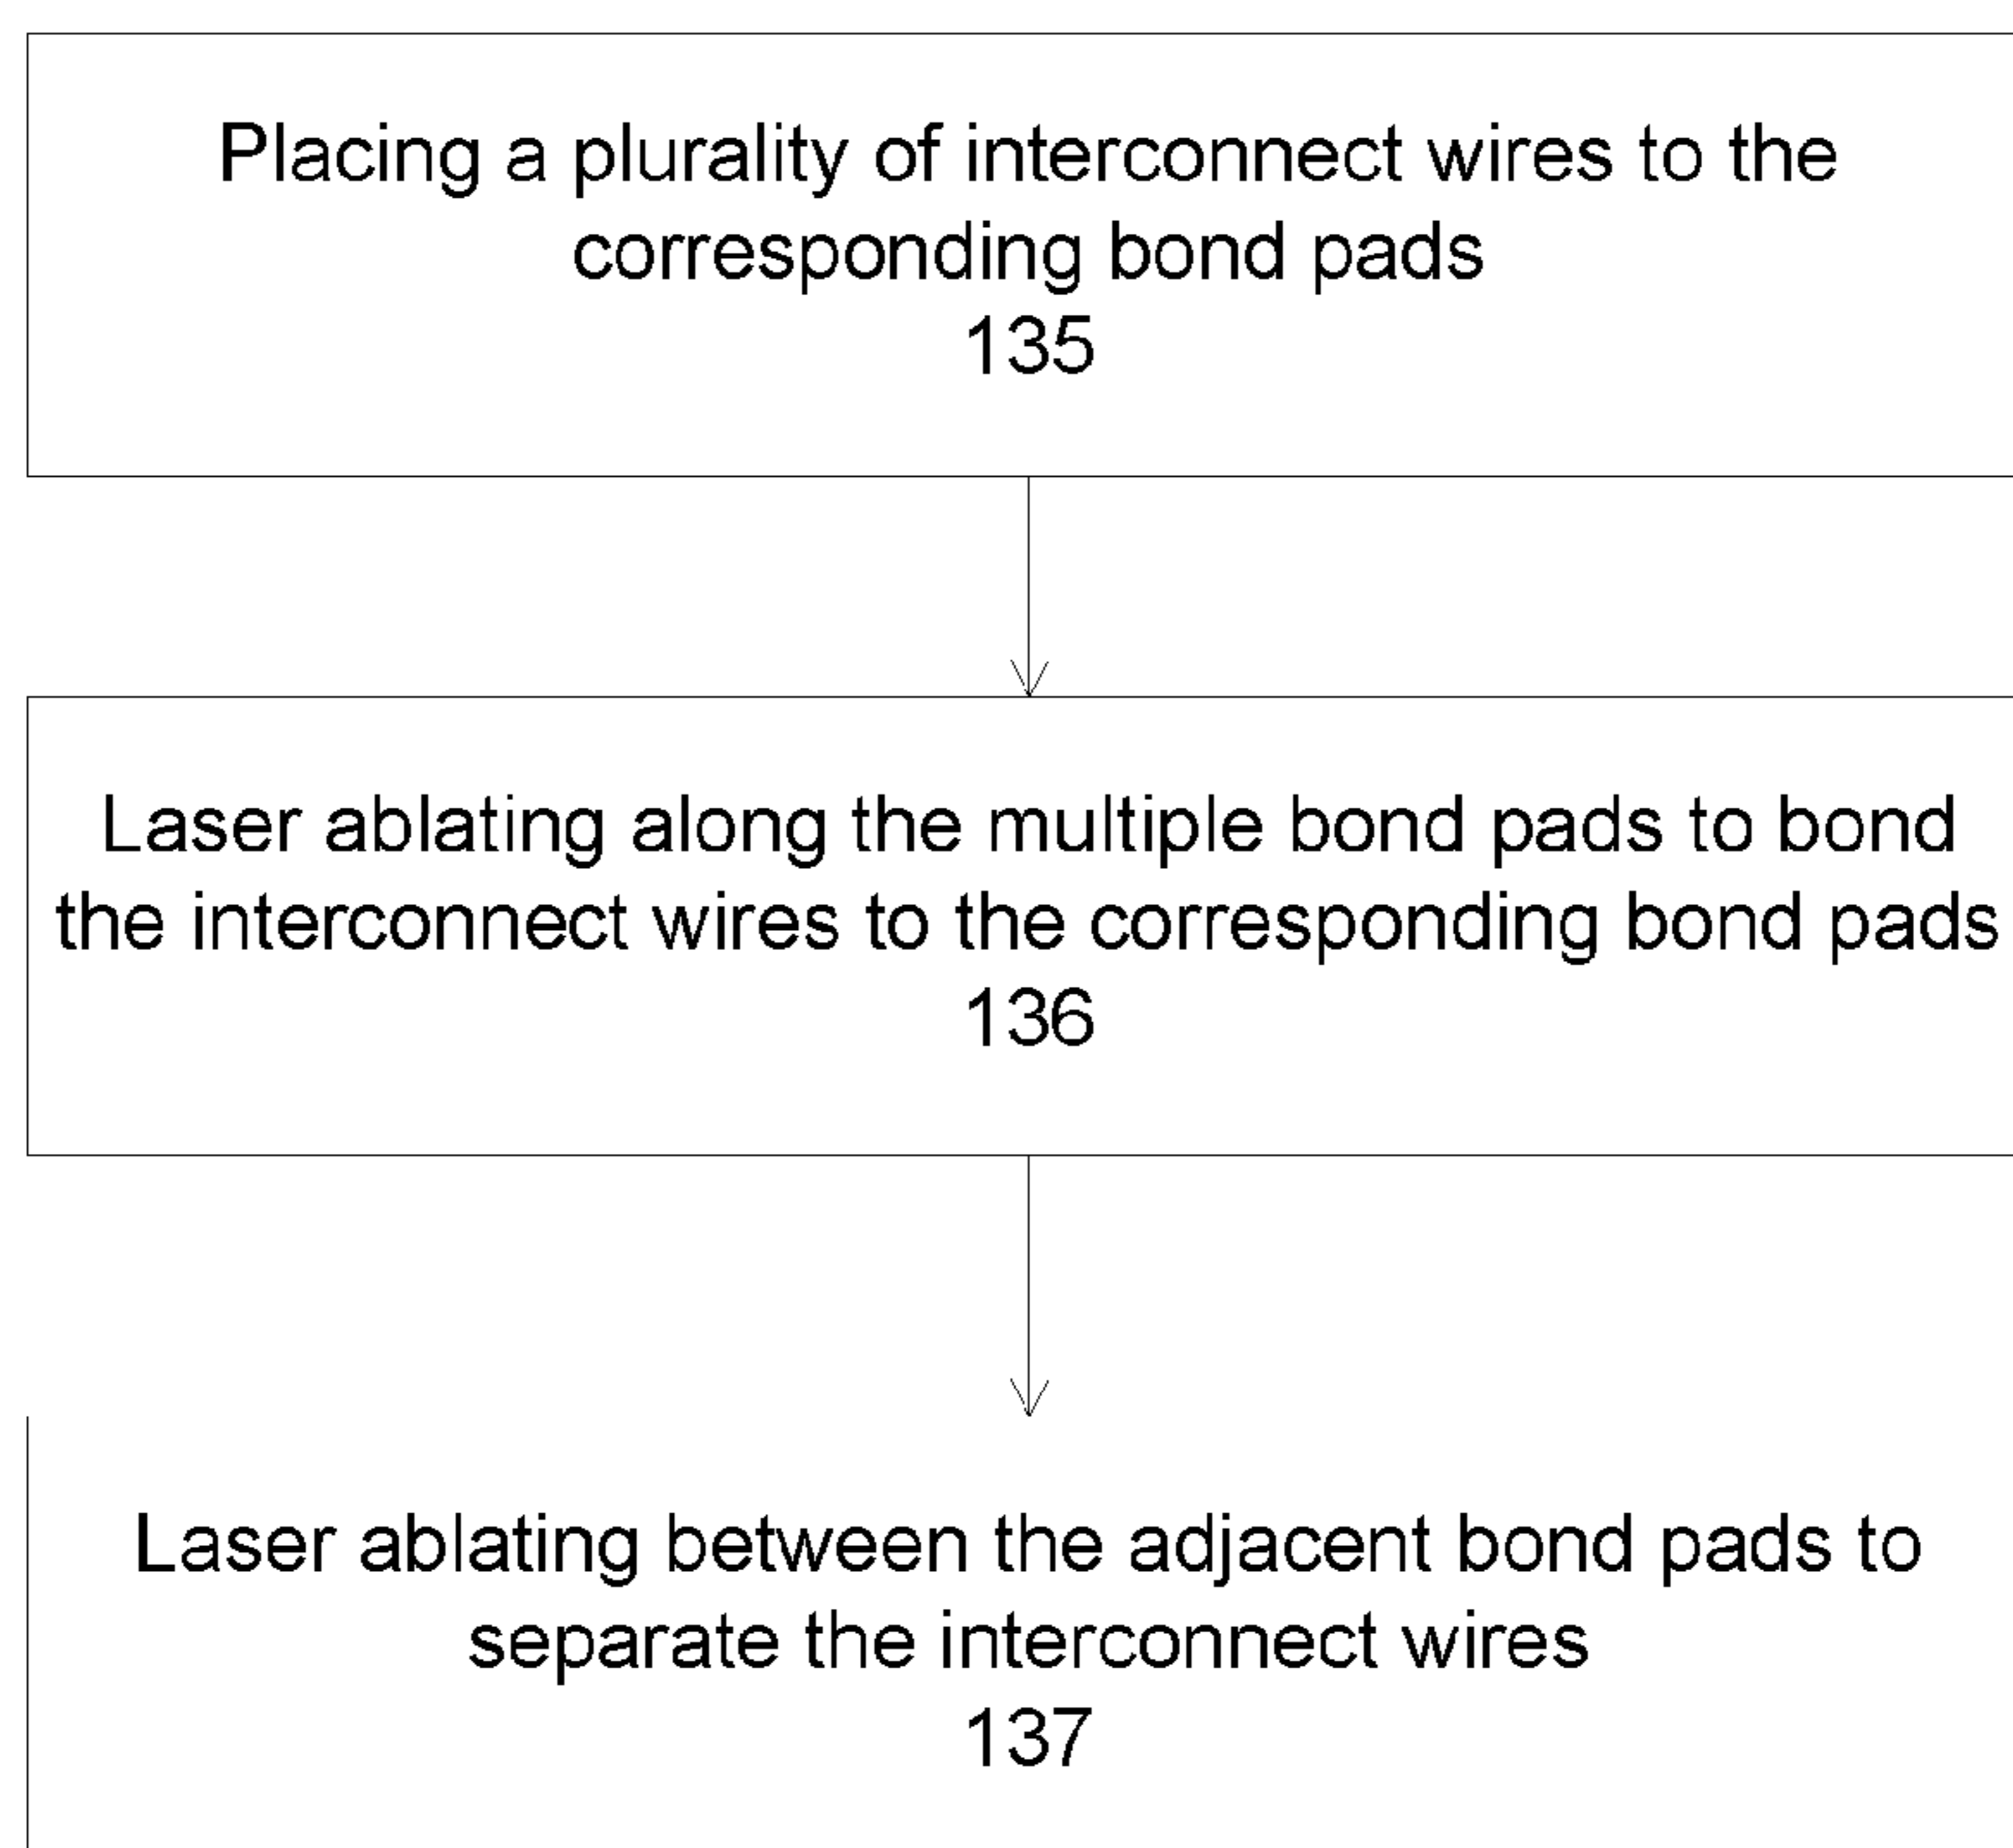 Placing a plurality of interconnect wires to the
corresponding bond pads
135
Laser ablating along the multiple bond pads to bond
the interconnect wires to the corresponding bond pads
136
Laser ablating between the adjacent bond pads to
separate the interconnect wires
137